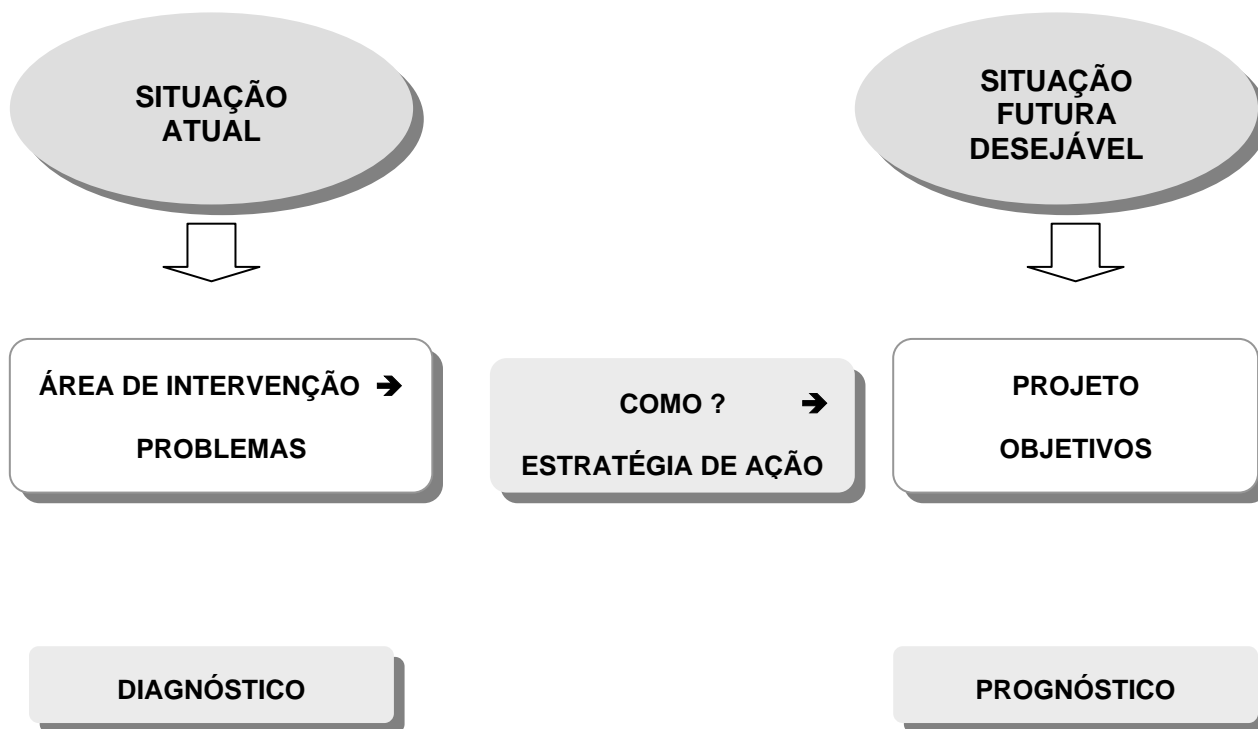 SITUAÇÃO
ATUAL
SITUAÇÃO
FUTURA
DESEJÁVEL
ÁREA DE INTERVENÇÃO ➔
PROBLEMAS
COMO ? ➔
ESTRATÉGIA DE AÇÃO
PROJETO
OBJETIVOS
DIAGNÓSTICO
PROGNÓSTICO